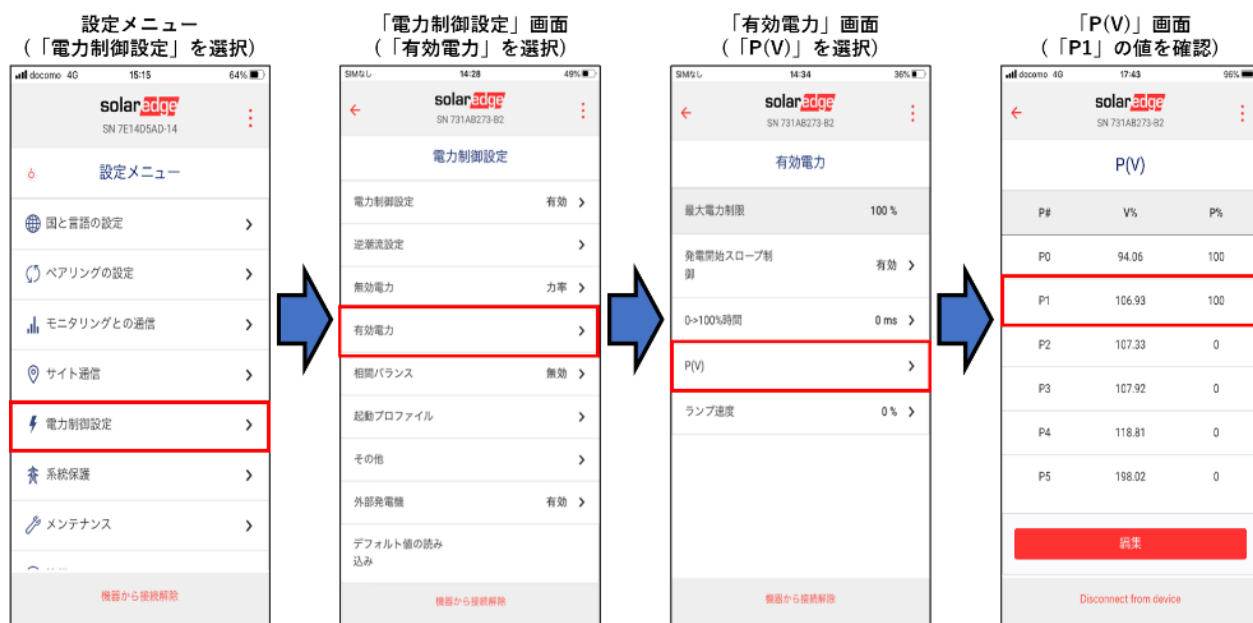 設定メニュー
（「電力制御設定」を選択）
docomo 4G 15:15 64%
solaredge
SN 7E14D5AD-14
設定メニュー
国と言語の設定
ペアリングの設定
モニタリングとの通信
サイト通信
電力制御設定
系統保護
メンテナンス
機器から接続解除
「電力制御設定」画面
（「有効電力」を選択）
SIMなし 14:28 49%
solaredge
SN 731AB273-B2
電力制御設定
電力制御設定 有効
逆潮流設定
無効電力 力率
有効電力
相間バランス 無効
起動プロファイル
その他
外部発電機 有効
デフォルト値の読み
込み
機器から接続解除
「有効電力」画面
（「P(V)」を選択）
SIMなし 14:34 36%
solaredge
SN 731AB273-B2
有効電力
最大電力制限 100 %
発電開始スロープ制
御 有効
0->100%時間 0 ms
P(V)
ランプ速度 0 %
機器から接続解除
「P(V)」画面
（「P1」の値を確認）
docomo 4G 17:43 96%
solaredge
SN 731AB273-B2
P(V)
P# V% P%
P0 94.06 100
P1 106.93 100
P2 107.33 0
P3 107.92 0
P4 118.81 0
P5 198.02 0
編集
Disconnect from device